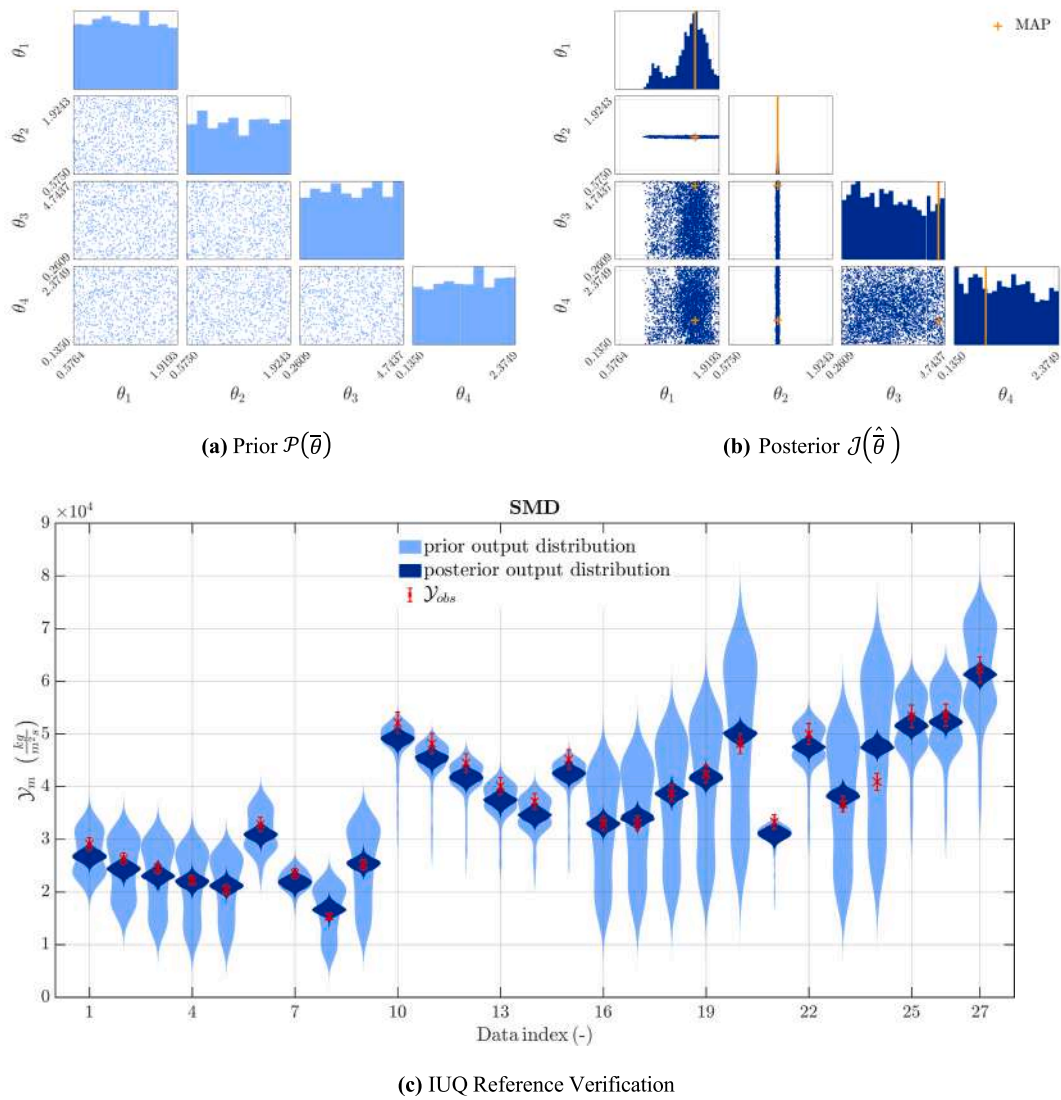 θ₁
θ₂
1.9243
0.5750
θ₃
4.7437
0.2609
θ₄
2.3749
0.1350
0.5764
1.9193
0.5750
1.9243
0.2609
4.7437
0.1350
2.3749
θ₁
θ₂
θ₃
θ₄
(a) Prior 𝒫(θ̅)
+ MAP
θ₁
θ₂
1.9243
0.5750
θ₃
4.7437
0.2609
θ₄
2.3749
0.1350
0.5764
1.9193
0.5750
1.9243
0.2609
4.7437
0.1350
2.3749
θ₁
θ₂
θ₃
θ₄
(b) Posterior 𝒥(θ̅̂)
SMD
×10⁴
prior output distribution
posterior output distribution
𝒴obs
9
8
7
6
5
4
3
2
1
0
𝒴m (kg/m²s)
1 4 7 10 13 16 19 22 25 27
Data index (-)
(c) IUQ Reference Verification